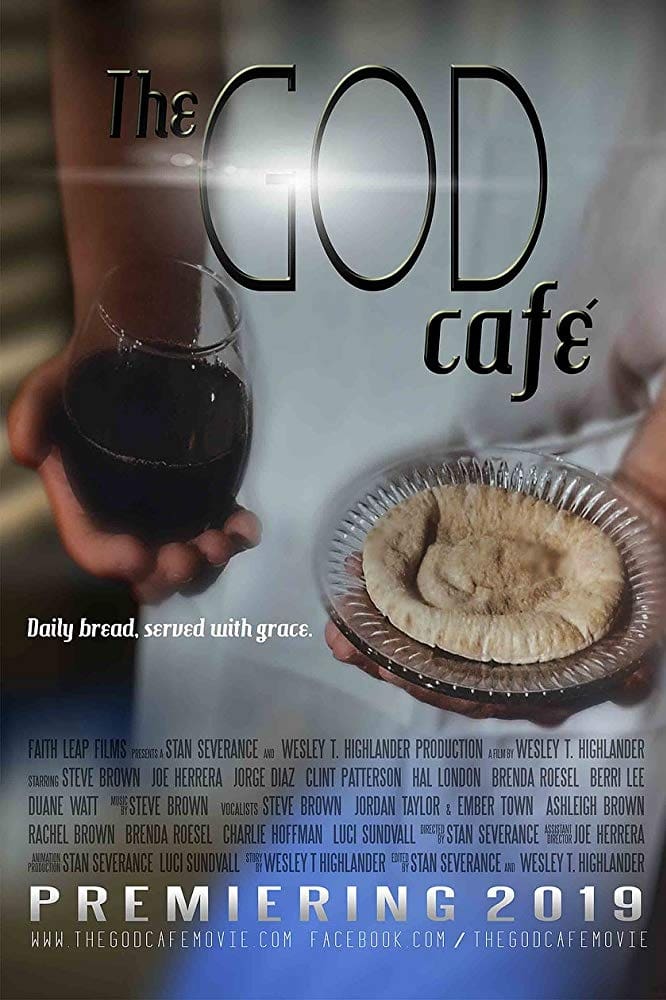 The GOD
café
Daily bread, served with grace.
FAITH LEAP FILMS PRESENTS A STAN SEVERANCE AND WESLEY T. HIGHLANDER PRODUCTION A FILM BY WESLEY T. HIGHLANDER
STARRING STEVE BROWN JOE HERRERA JORGE DIAZ CLINT PATTERSON HAL LONDON BRENDA ROESEL BERRI LEE
DUANE WATT MUSIC BY STEVE BROWN VOCALISTS STEVE BROWN JORDAN TAYLOR & EMBER TOWN ASHLEIGH BROWN
RACHEL BROWN BRENDA ROESEL CHARLIE HOFFMAN LUCI SUNDVALL DIRECTED BY STAN SEVERANCE ASSISTANT DIRECTOR JOE HERRERA
ANIMATION PRODUCTION STAN SEVERANCE LUCI SUNDVALL STORY BY WESLEY T HIGHLANDER EDITED BY STAN SEVERANCE AND WESLEY T. HIGHLANDER
PREMIERING 2019
WWW.THEGODCAFEMOVIE.COM FACEBOOK.COM / THEGODCAFEMOVIE